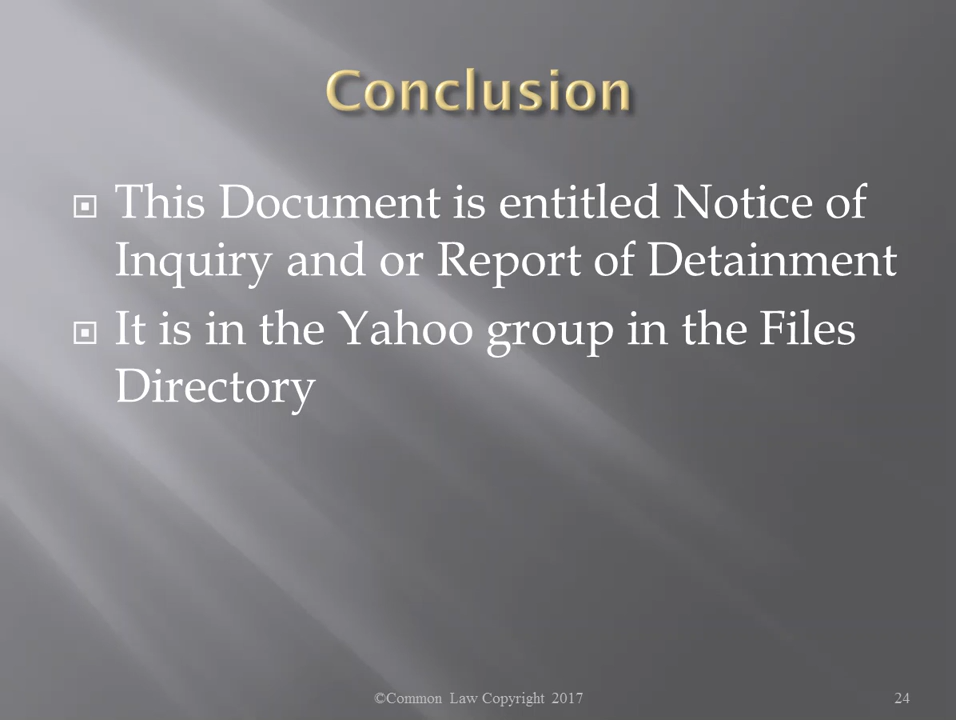 Conclusion
This Document is entitled Notice of
Inquiry and or Report of Detainment
It is in the Yahoo group in the Files
Directory
©Common Law Copyright 2017
24